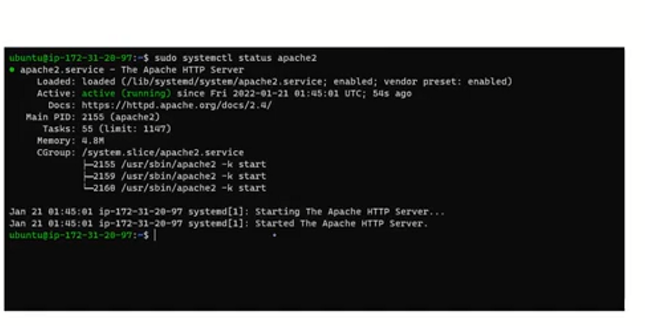 ubuntu@ip-172-31-20-97:~$ sudo systemctl status apache2
● apache2.service - The Apache HTTP Server
Loaded: loaded (/lib/systemd/system/apache2.service; enabled; vendor preset: enabled)
Active: active (running) since Fri 2022-01-21 01:45:01 UTC; 54s ago
Docs: https://httpd.apache.org/docs/2.4/
Main PID: 2155 (apache2)
Tasks: 55 (limit: 1147)
Memory: 4.8M
CGroup: /system.slice/apache2.service
├─2155 /usr/sbin/apache2 -k start
├─2159 /usr/sbin/apache2 -k start
└─2160 /usr/sbin/apache2 -k start
Jan 21 01:45:01 ip-172-31-20-97 systemd[1]: Starting The Apache HTTP Server...
Jan 21 01:45:01 ip-172-31-20-97 systemd[1]: Started The Apache HTTP Server.
ubuntu@ip-172-31-20-97:~$